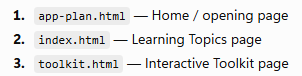 1. app-plan.html — Home / opening page
2. index.html — Learning Topics page
3. toolkit.html — Interactive Toolkit page